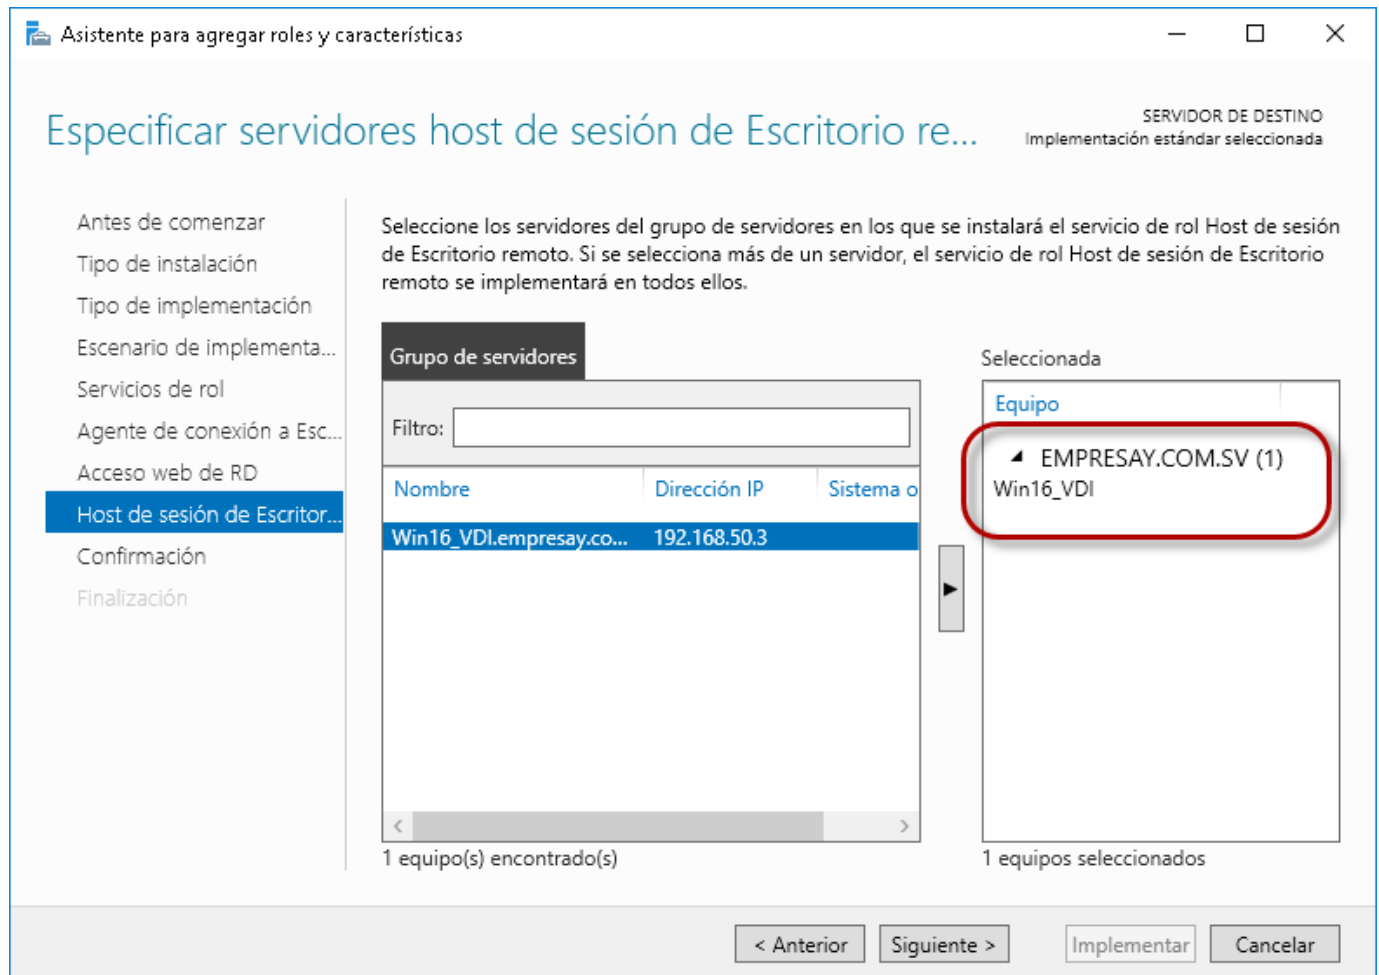 Asistente para agregar roles y características
Especificar servidores host de sesión de Escritorio re...
SERVIDOR DE DESTINO
Implementación estándar seleccionada
Antes de comenzar
Tipo de instalación
Tipo de implementación
Escenario de implementa...
Servicios de rol
Agente de conexión a Esc...
Acceso web de RD
Host de sesión de Escritor...
Confirmación
Finalización
Seleccione los servidores del grupo de servidores en los que se instalará el servicio de rol Host de sesión
de Escritorio remoto. Si se selecciona más de un servidor, el servicio de rol Host de sesión de Escritorio
remoto se implementará en todos ellos.
Grupo de servidores
Filtro:
Nombre Dirección IP Sistema o
Win16_VDI.empresay.co... 192.168.50.3
1 equipo(s) encontrado(s)
Seleccionada
Equipo
EMPRESAY.COM.SV (1)
Win16_VDI
1 equipos seleccionados
< Anterior Siguiente > Implementar Cancelar